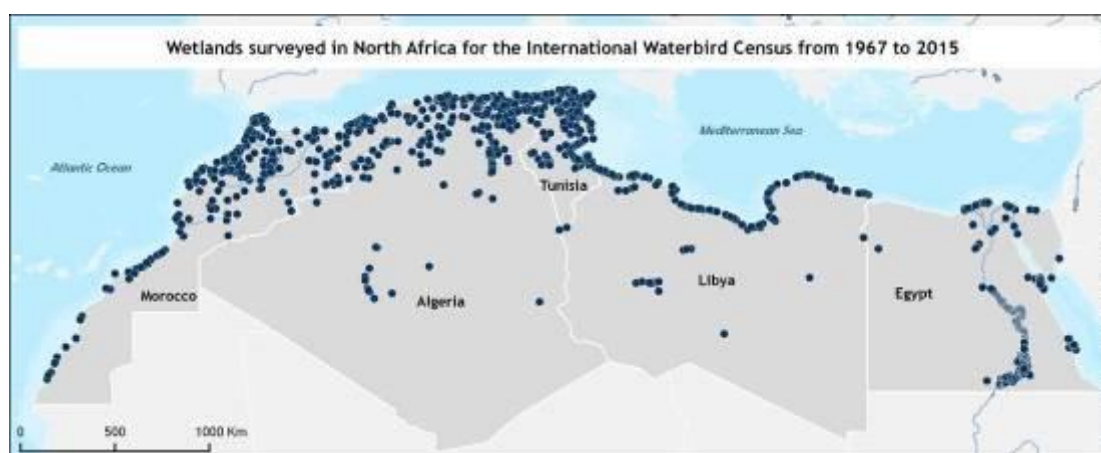 Wetlands surveyed in North Africa for the International Waterbird Census from 1967 to 2015
Mediterranean Sea
Atlantic Ocean
Tunisia
Morocco
Algeria
Libya
Egypt
0 500 1000 Km